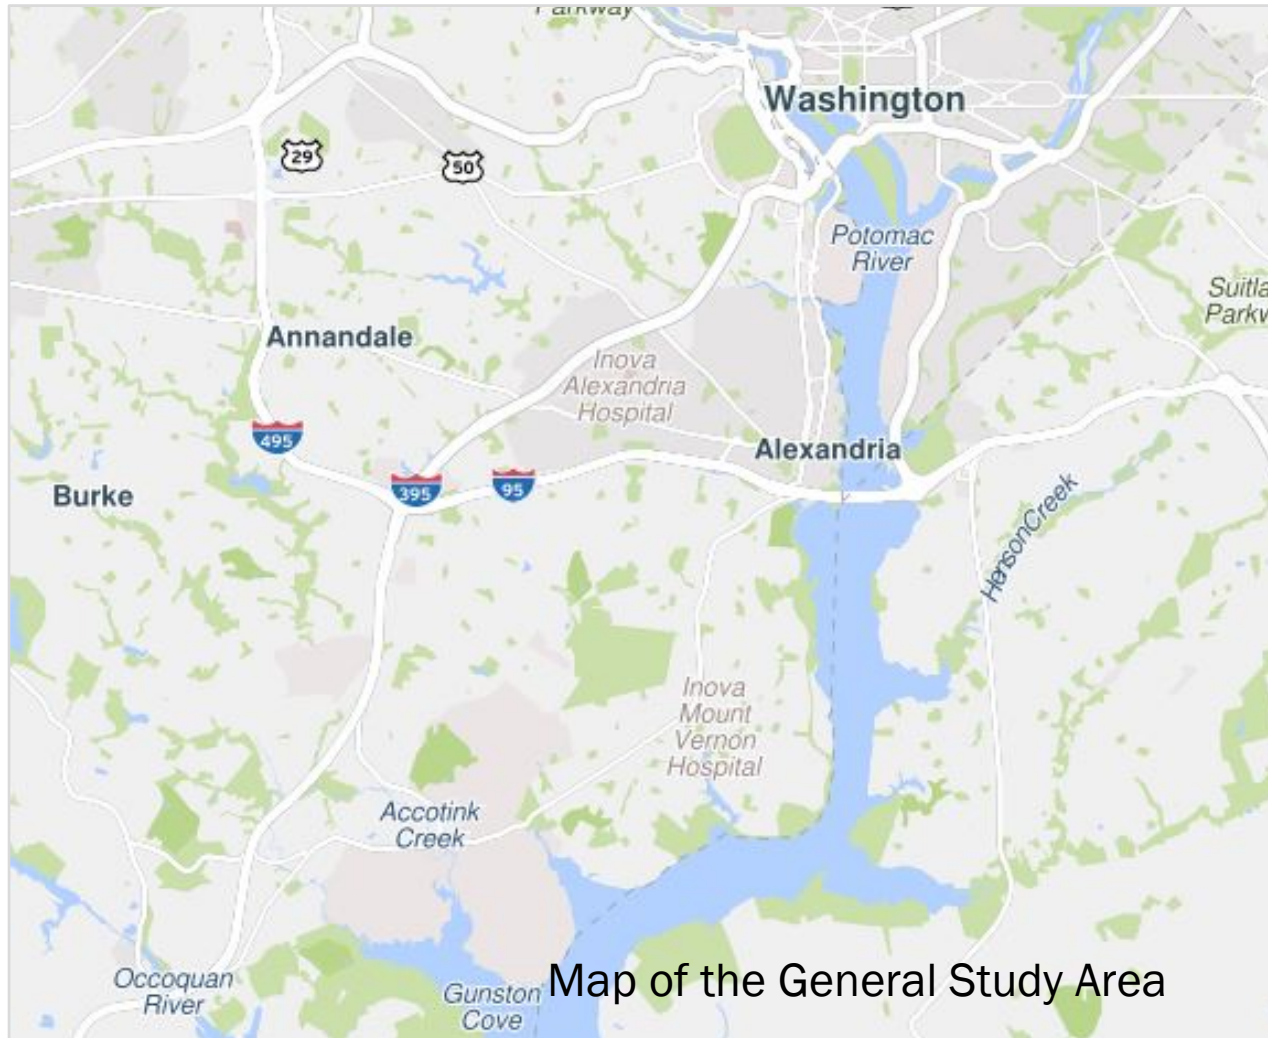 Parkway
Washington
29
50
Potomac
River
Suitla
Parkw
Annandale
Inova
Alexandria
Hospital
495
Alexandria
395
95
Burke
HensonCreek
Inova
Mount
Vernon
Hospital
Accotink
Creek
Occoquan
River
Gunston
Cove
Map of the General Study Area